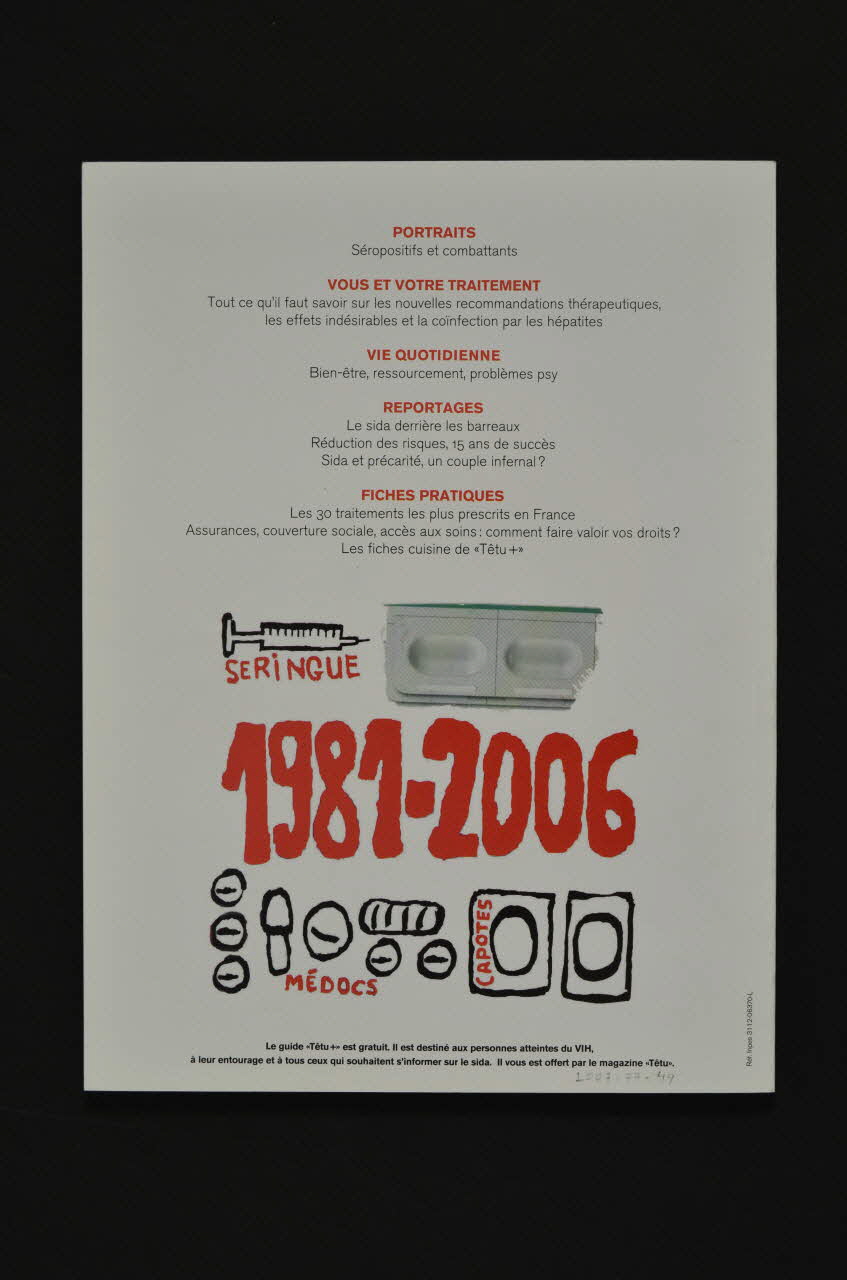 PORTRAITS
Séropositifs et combattants
VOUS ET VOTRE TRAITEMENT
Tout ce qu'il faut savoir sur les nouvelles recommandations thérapeutiques,
les effets indésirables et la coïnfection par les hépatites
VIE QUOTIDIENNE
Bien-être, ressourcement, problèmes psy
REPORTAGES
Le sida derrière les barreaux
Réduction des risques, 15 ans de succès
Sida et précarité, un couple infernal ?
FICHES PRATIQUES
Les 30 traitements les plus prescrits en France
Assurances, couverture sociale, accès aux soins : comment faire valoir vos droits ?
Les fiches cuisine de «Têtu+»
SERINGUE
1981-2006
MÉDOCS
CAPOTES
Le guide «Têtu+» est gratuit. Il est destiné aux personnes atteintes du VIH,
à leur entourage et à tous ceux qui souhaitent s'informer sur le sida. Il vous est offert par le magazine «Têtu».
Réf. Inpes 3112-06370-L